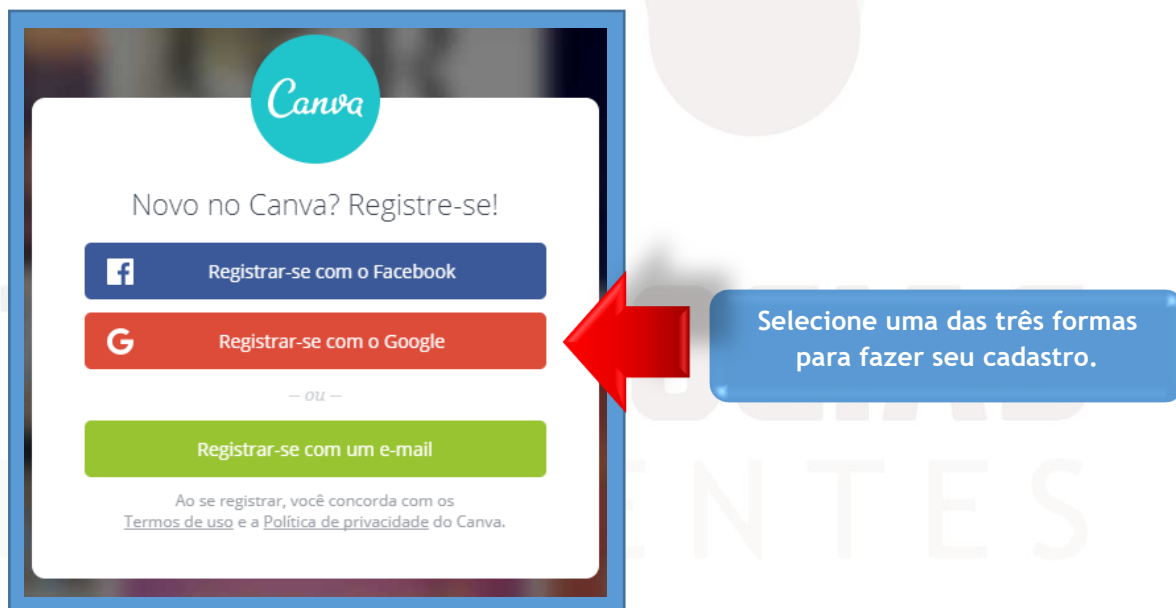 Canva
Novo no Canva? Registre-se!
Registrar-se com o Facebook
Registrar-se com o Google
— ou —
Registrar-se com um e-mail
Ao se registrar, você concorda com os
Termos de uso e a Política de privacidade do Canva.
Selecione uma das três formas
para fazer seu cadastro.